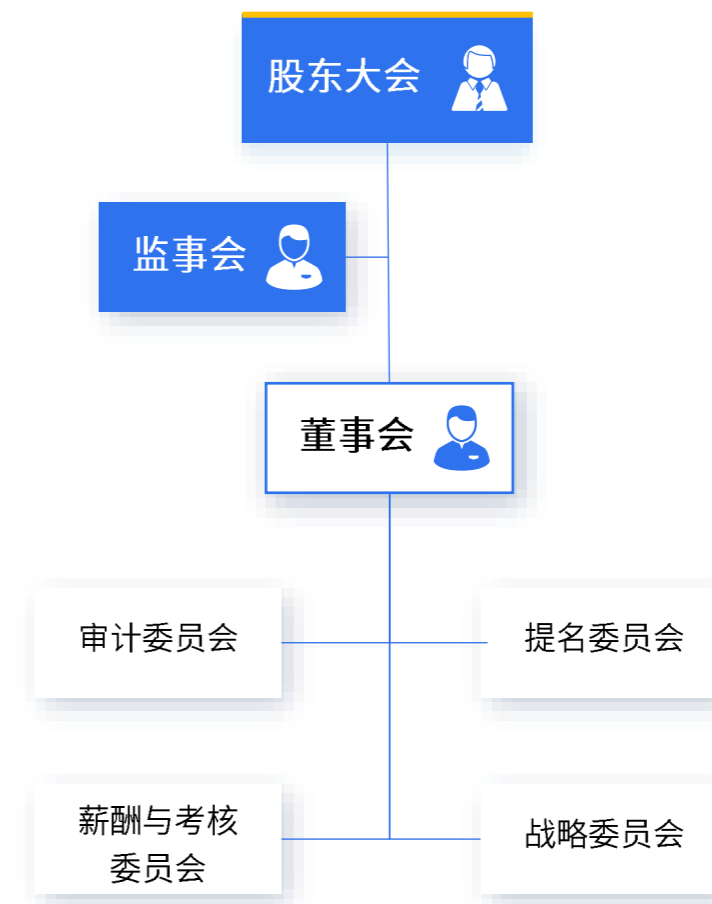 股东大会
监事会
董事会
审计委员会
提名委员会
薪酬与考核
委员会
战略委员会